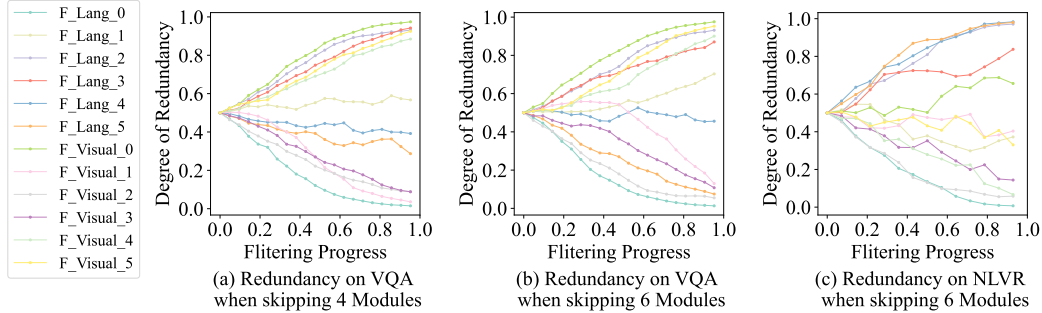 F_Lang_0
F_Lang_1
F_Lang_2
F_Lang_3
F_Lang_4
F_Lang_5
F_Visual_0
F_Visual_1
F_Visual_2
F_Visual_3
F_Visual_4
F_Visual_5
Degree of Redundancy
1.0
0.8
0.6
0.4
0.2
0.0
0.0 0.2 0.4 0.6 0.8 1.0
Flitering Progress
(a) Redundancy on VQA
when skipping 4 Modules
Degree of Redundancy
1.0
0.8
0.6
0.4
0.2
0.0
0.0 0.2 0.4 0.6 0.8 1.0
Flitering Progress
(b) Redundancy on VQA
when skipping 6 Modules
Degree of Redundancy
1.0
0.8
0.6
0.4
0.2
0.0
0.0 0.2 0.4 0.6 0.8 1.0
Flitering Progress
(c) Redundancy on NLVR
when skipping 6 Modules